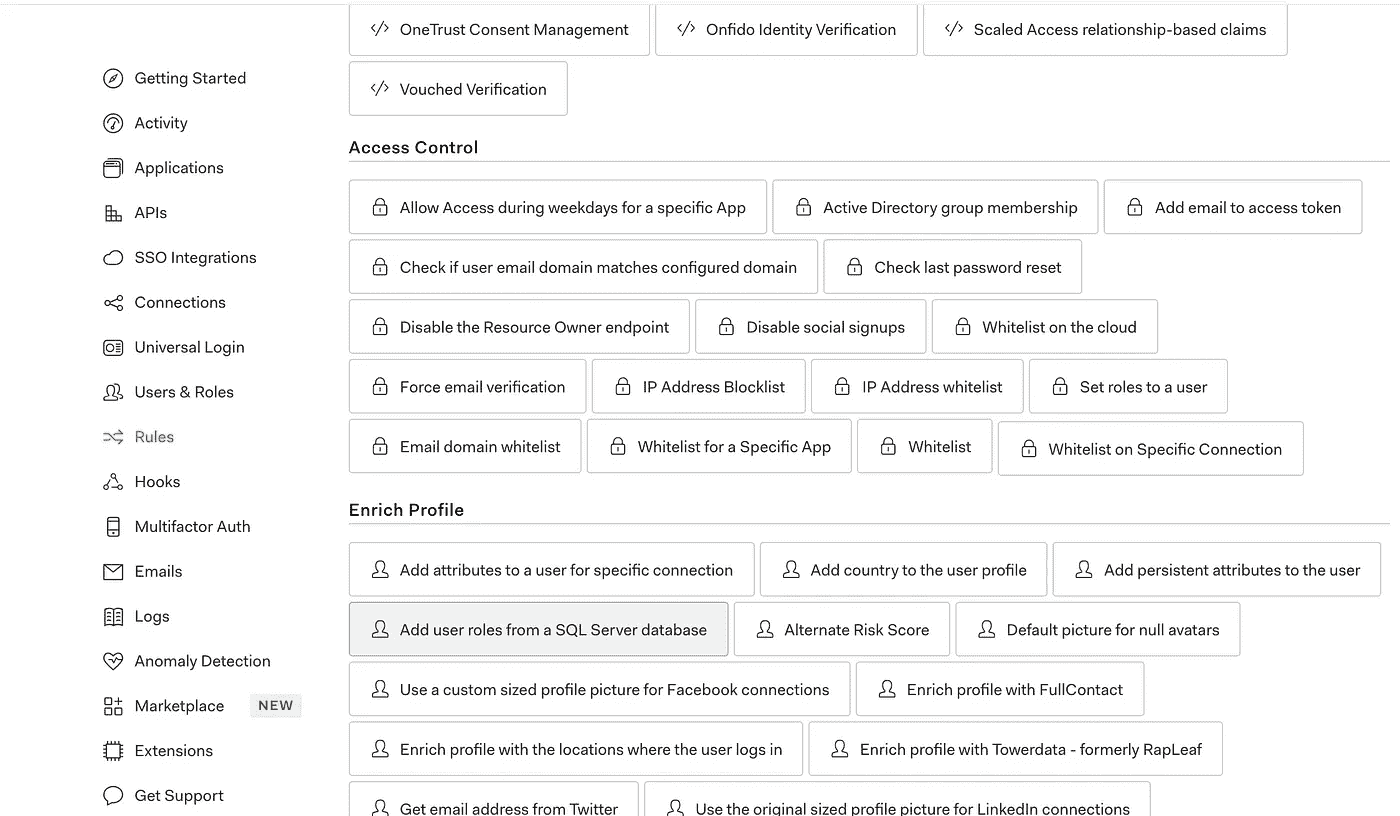 Getting Started
Activity
Applications
APIs
SSO Integrations
Connections
Universal Login
Users & Roles
Rules
Hooks
Multifactor Auth
Emails
Logs
Anomaly Detection
Marketplace NEW
Extensions
Get Support
OneTrust Consent Management Onfido Identity Verification Scaled Access relationship-based claims
Vouched Verification
Access Control
Allow Access during weekdays for a specific App Active Directory group membership Add email to access token
Check if user email domain matches configured domain Check last password reset
Disable the Resource Owner endpoint Disable social signups Whitelist on the cloud
Force email verification IP Address Blocklist IP Address whitelist Set roles to a user
Email domain whitelist Whitelist for a Specific App Whitelist Whitelist on Specific Connection
Enrich Profile
Add attributes to a user for specific connection Add country to the user profile Add persistent attributes to the user
Add user roles from a SQL Server database Alternate Risk Score Default picture for null avatars
Use a custom sized profile picture for Facebook connections Enrich profile with FullContact
Enrich profile with the locations where the user logs in Enrich profile with Towerdata - formerly RapLeaf
Get email address from Twitter Use the original sized profile picture for LinkedIn connections